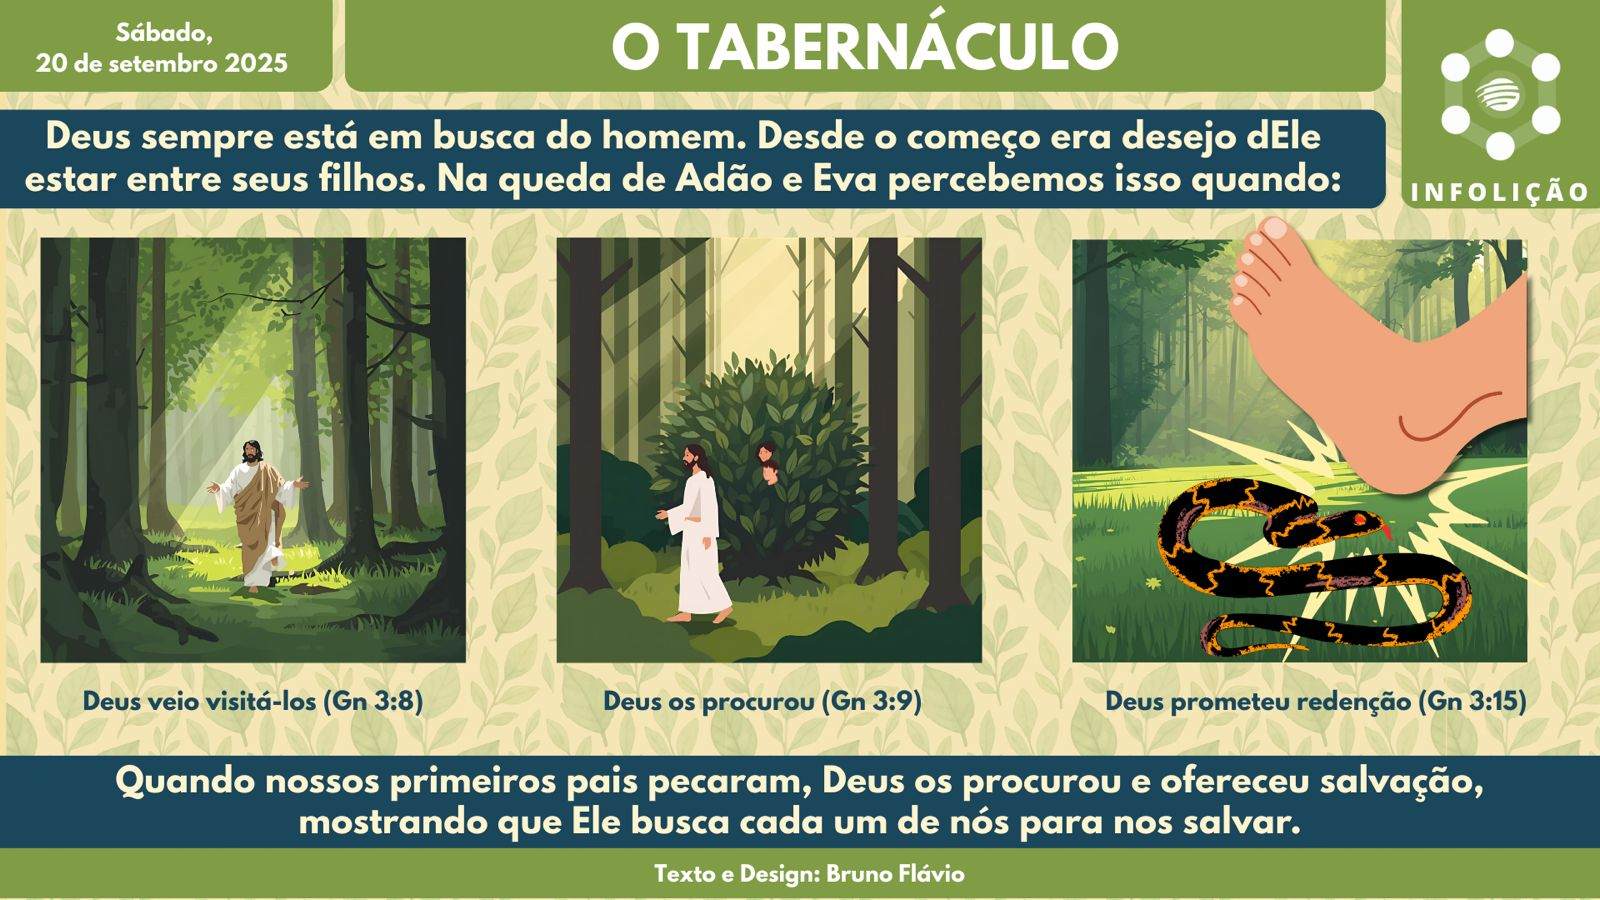 Sábado,
20 de setembro 2025
O TABERNÁCULO
INFOLIÇÃO
Deus sempre está em busca do homem. Desde o começo era desejo dEle
estar entre seus filhos. Na queda de Adão e Eva percebemos isso quando:
Deus veio visitá-los (Gn 3:8)
Deus os procurou (Gn 3:9)
Deus prometeu redenção (Gn 3:15)
Quando nossos primeiros pais pecaram, Deus os procurou e ofereceu salvação,
mostrando que Ele busca cada um de nós para nos salvar.
Texto e Design: Bruno Flávio